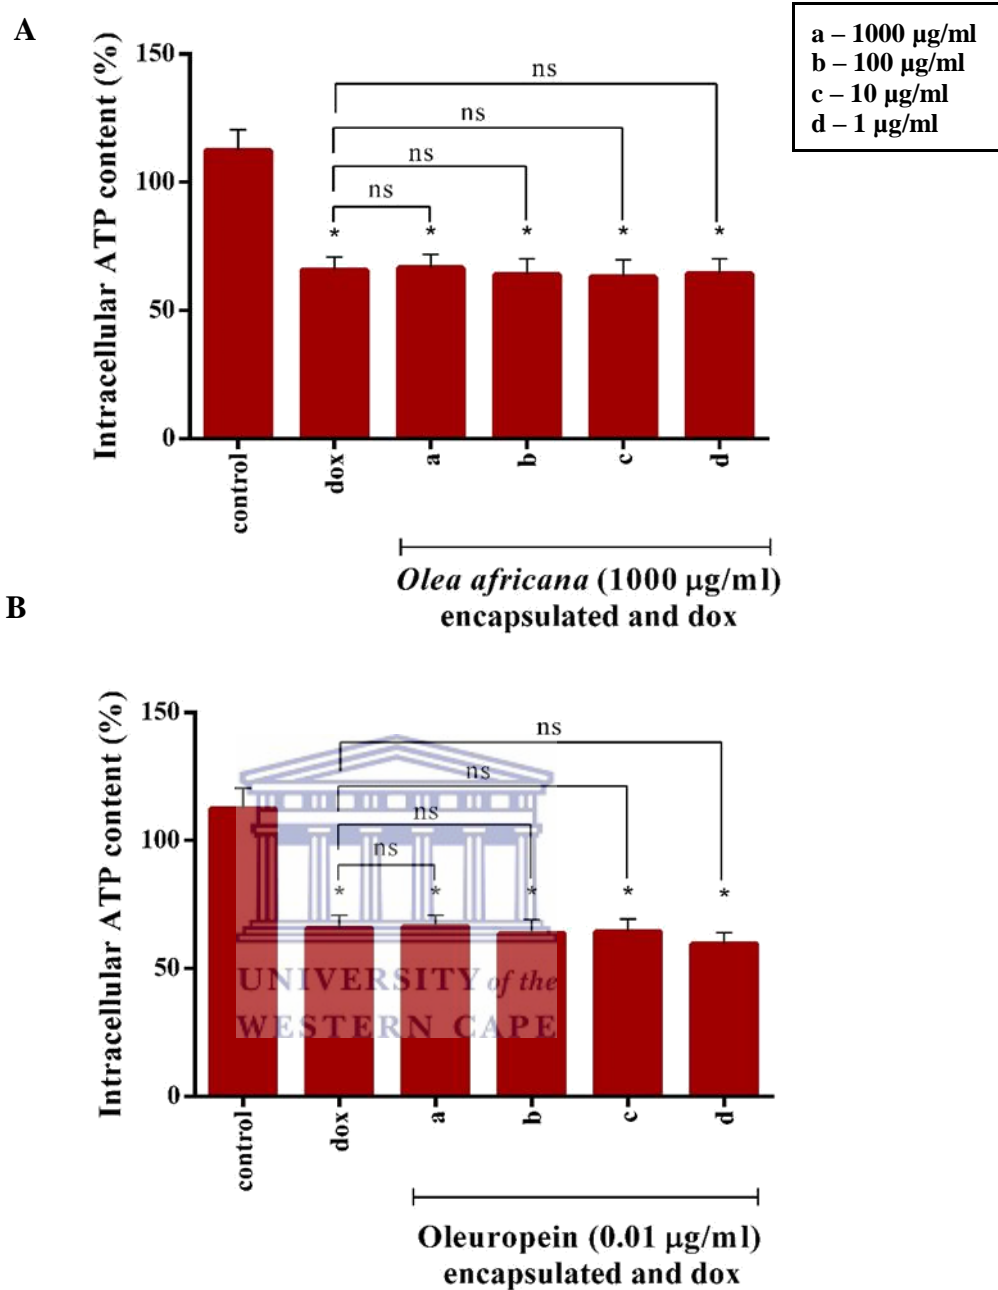 A
a – 1000 µg/ml
b – 100 µg/ml
c – 10 µg/ml
d – 1 µg/ml
Intracellular ATP content (%)
150
100
50
0
ns
ns
ns
ns
* * * * *
control dox a b c d
Olea africana (1000 µg/ml)
encapsulated and dox
B
Intracellular ATP content (%)
150
100
50
0
ns
ns
ns
ns
* * * * *
UNIVERSITY of the
WESTERN CAPE
control dox a b c d
Oleuropein (0.01 µg/ml)
encapsulated and dox